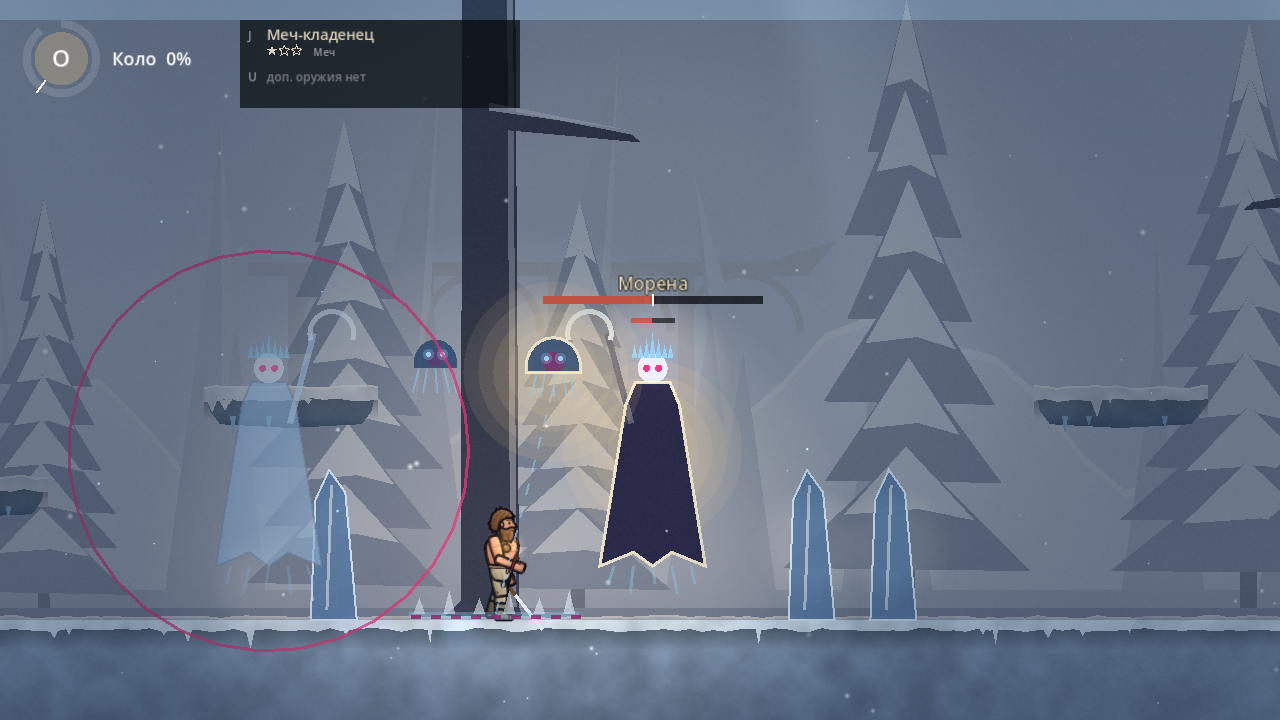 О
Коло 0%
J Меч-кладенец
Меч
U доп. оружия нет
Морена